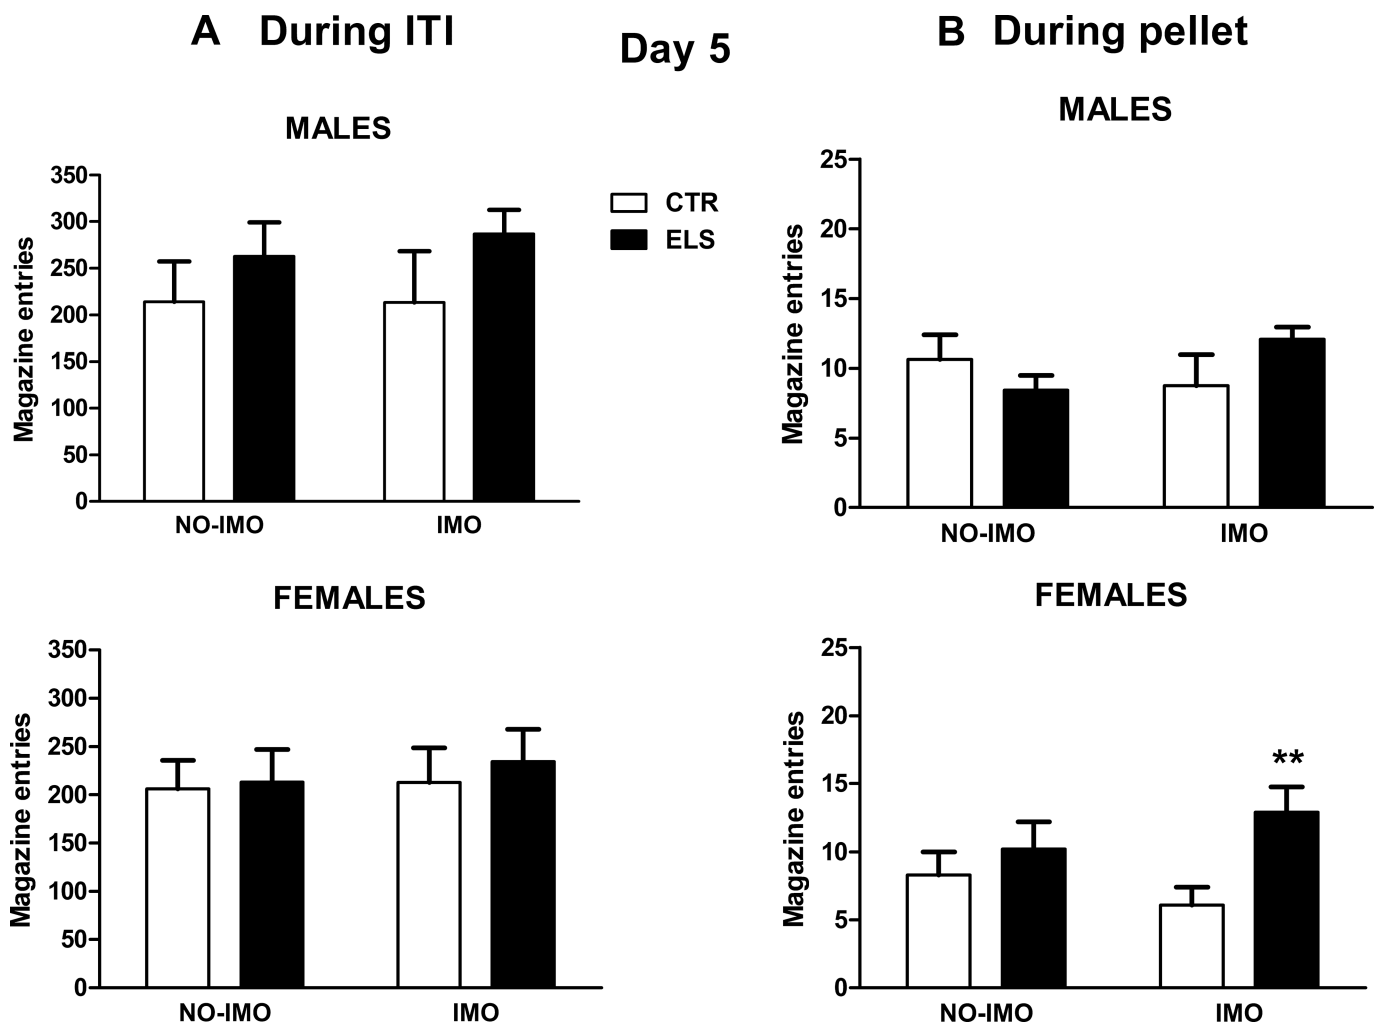 A During ITI
Day 5
B During pellet
MALES
350
300
250
200
150
100
50
0
Magazine entries
NO-IMO
IMO
CTR
ELS
MALES
25
20
15
10
5
0
Magazine entries
NO-IMO
IMO
FEMALES
350
300
250
200
150
100
50
0
Magazine entries
NO-IMO
IMO
FEMALES
25
20
15
10
5
0
Magazine entries
**
NO-IMO
IMO